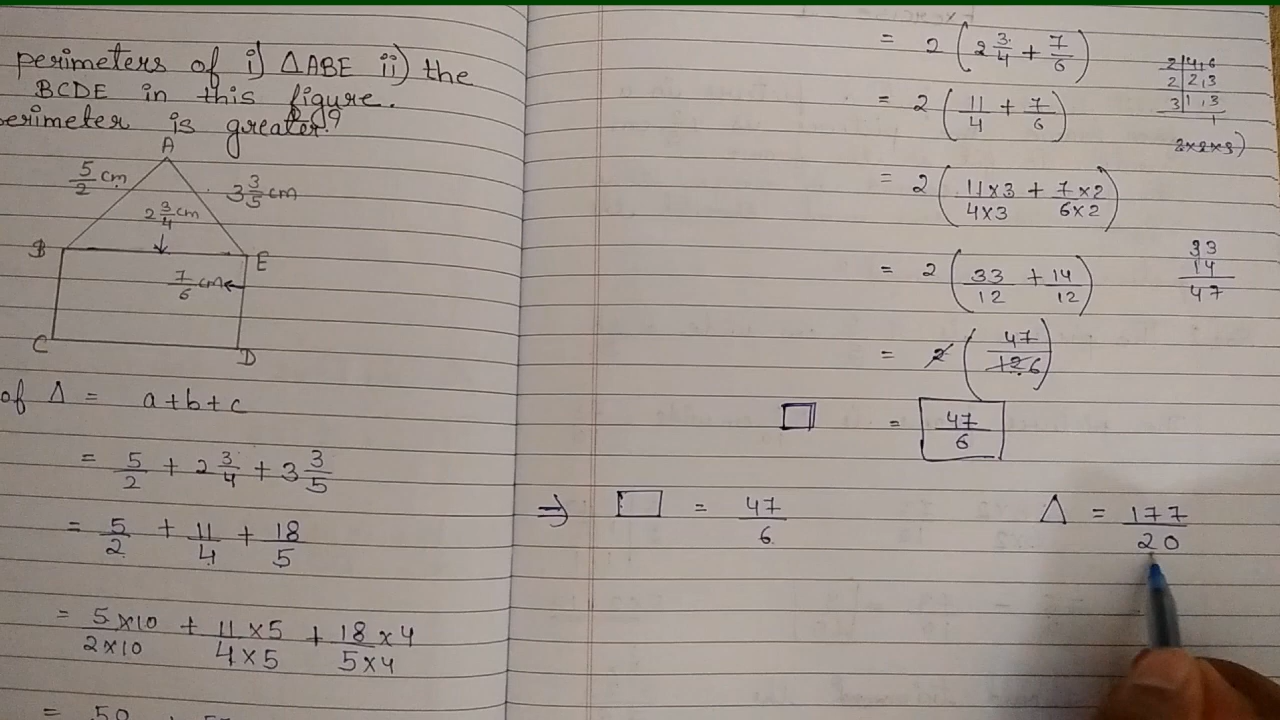 perimeters of i) △ABE ii) the
BCDE in this figure.
perimeter is greater?
A
5/2 cm
3 3/5 cm
2 3/4 cm
B
E
7/6 cm
C
D
of △ = a+b+c
= 5/2 + 2 3/4 + 3 3/5
= 5/2 + 11/4 + 18/5
= 5×10/2×10 + 11×5/4×5 + 18×4/5×4
= 50
= 2 (2 3/4 + 7/6)
= 2 (11/4 + 7/6)
= 2 (11×3/4×3 + 7×2/6×2)
= 2 (33/12 + 14/12)
= 2 (47/12 6)
□ = 47/6
⇒ □ = 47/6
△ = 177/20
2|4,6
2|2,3
3|1,3
1
2×2×3)
33
14
47